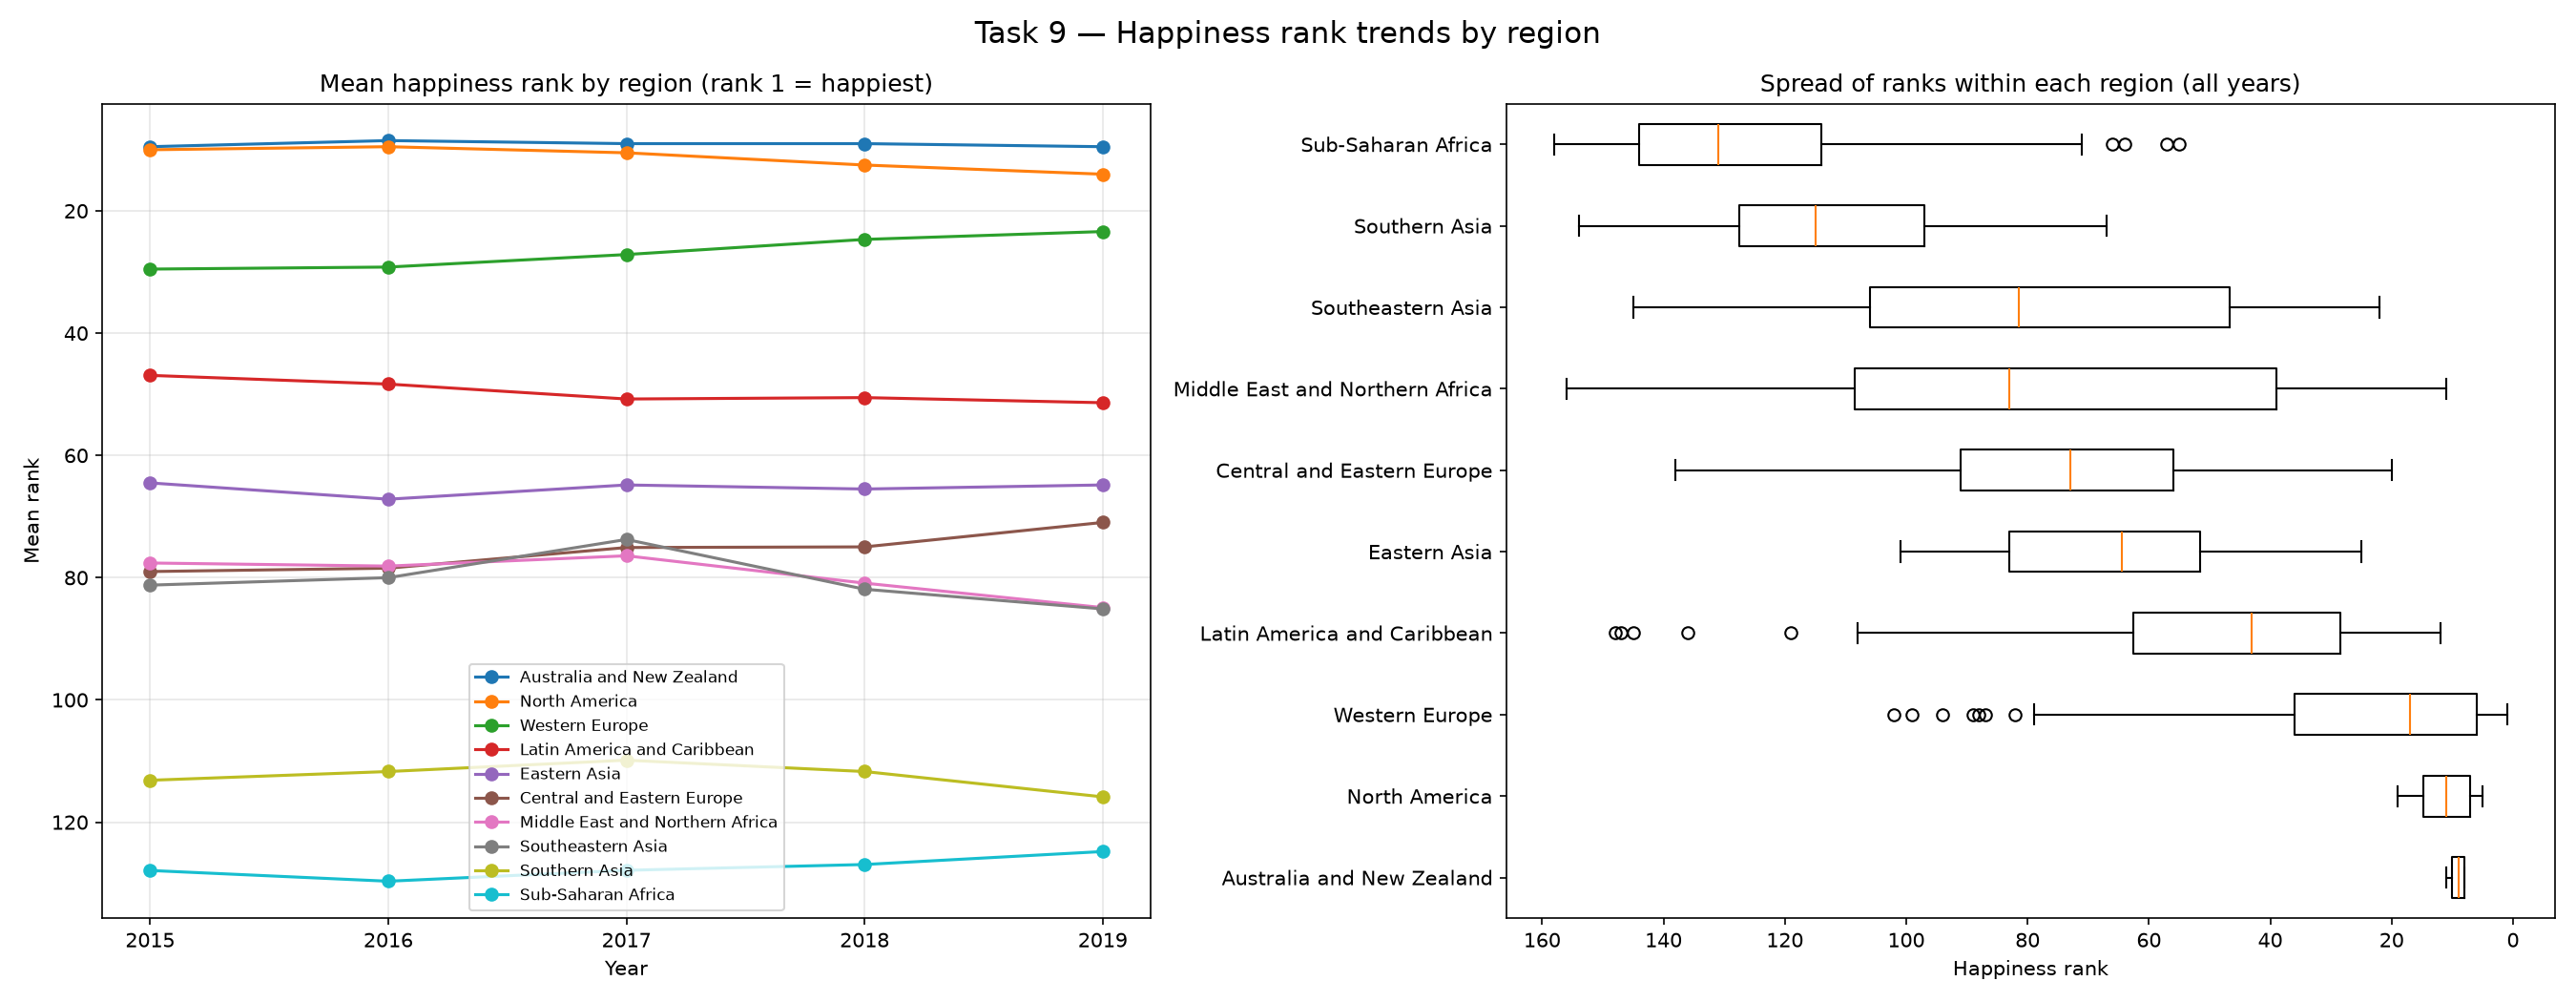 Task 9 — Happiness rank trends by region
Mean happiness rank by region (rank 1 = happiest)
Mean rank
20
40
60
80
100
120
Australia and New Zealand
North America
Western Europe
Latin America and Caribbean
Eastern Asia
Central and Eastern Europe
Middle East and Northern Africa
Southeastern Asia
Southern Asia
Sub-Saharan Africa
2015 2016 2017 2018 2019
Year
Spread of ranks within each region (all years)
Sub-Saharan Africa
Southern Asia
Southeastern Asia
Middle East and Northern Africa
Central and Eastern Europe
Eastern Asia
Latin America and Caribbean
Western Europe
North America
Australia and New Zealand
160 140 120 100 80 60 40 20 0
Happiness rank